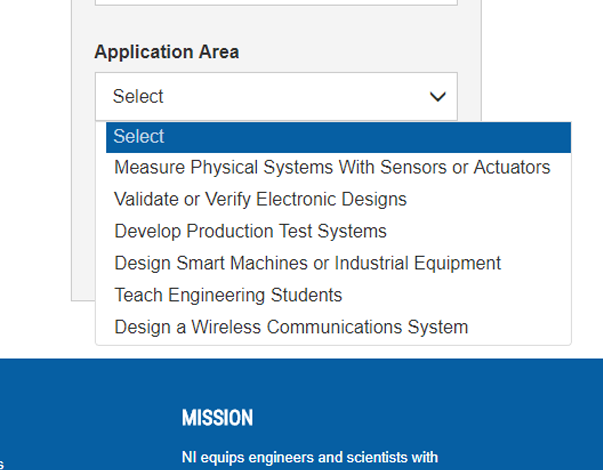 Application Area
Select
Select
Measure Physical Systems With Sensors or Actuators
Validate or Verify Electronic Designs
Develop Production Test Systems
Design Smart Machines or Industrial Equipment
Teach Engineering Students
Design a Wireless Communications System
MISSION
NI equips engineers and scientists with